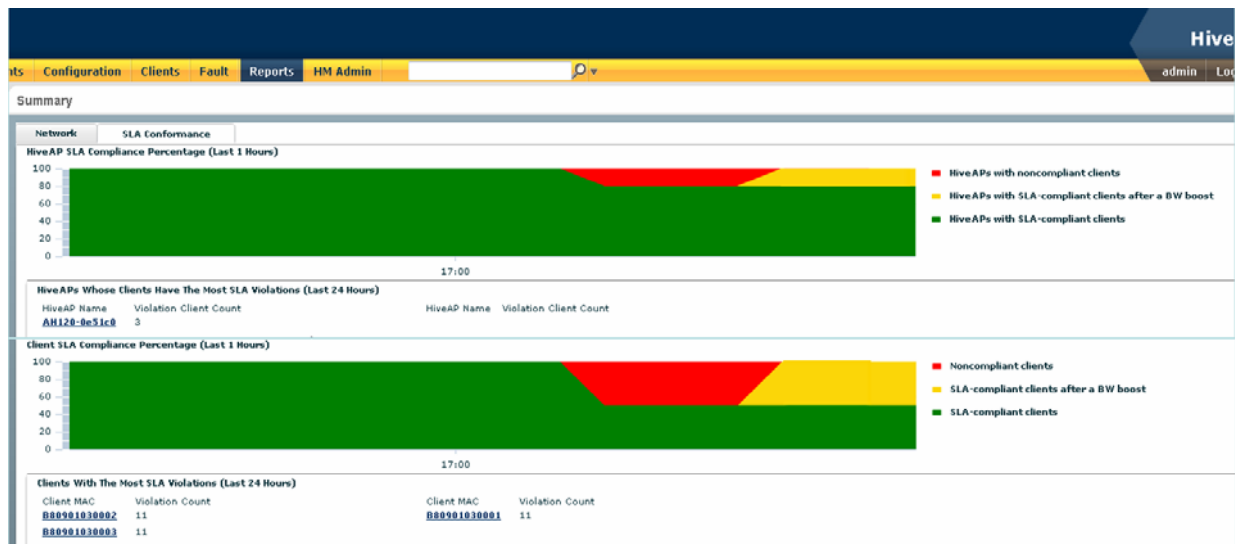 Hive
nts Configuration Clients Fault Reports HM Admin admin Log
Summary
Network SLA Conformance
HiveAP SLA Compliance Percentage (Last 1 Hours)
100
80
60
40
20
0
17:00
HiveAPs with noncompliant clients
HiveAPs with SLA-compliant clients after a BW boost
HiveAPs with SLA-compliant clients
HiveAPs Whose Clients Have The Most SLA Violations (Last 24 Hours)
HiveAP Name Violation Client Count HiveAP Name Violation Client Count
AH120-0e51c0 3
Client SLA Compliance Percentage (Last 1 Hours)
100
80
60
40
20
0
17:00
Noncompliant clients
SLA-compliant clients after a BW boost
SLA-compliant clients
Clients With The Most SLA Violations (Last 24 Hours)
Client MAC Violation Count Client MAC Violation Count
B80901030002 11 B80901030001 11
B80901030003 11